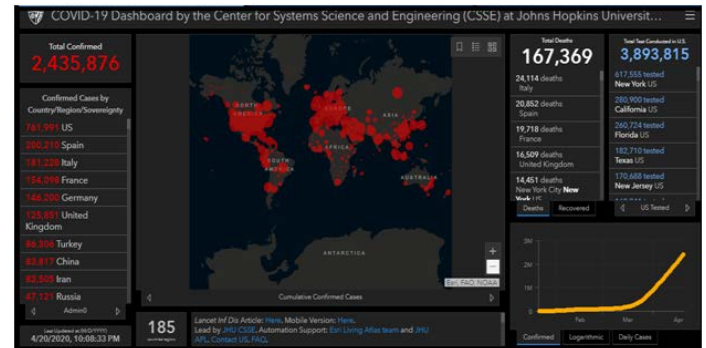 COVID-19 Dashboard by the Center for Systems Science and Engineering (CSSE) at Johns Hopkins Universit...
Total Confirmed
2,435,876
Confirmed Cases by
Country/Region/Sovereignty
761,991 US
200,210 Spain
181,228 Italy
154,098 France
146,200 Germany
125,851 United
Kingdom
86,306 Turkey
83,817 China
83,505 Iran
47,121 Russia
Admin0
Last Updated at (M/D/YYYY)
4/20/2020, 10:08:33 PM
NORTH
AMERICA
SOUTH
AMERICA
EUROPE
AFRICA
ASIA
AUSTRALIA
ANTARCTICA
+
−
Esri, FAO, NOAA
Cumulative Confirmed Cases
185
countries/regions
Lancet Inf Dis Article: Here. Mobile Version: Here.
Lead by JHU CSSE. Automation Support: Esri Living Atlas team and JHU
APL. Contact US. FAQ.
Total Deaths
167,369
24,114 deaths
Italy
20,852 deaths
Spain
19,718 deaths
France
16,509 deaths
United Kingdom
14,451 deaths
New York City New
York US
Deaths
Recovered
Total Test Conducted in U.S.
3,893,815
617,555 tested
New York US
280,900 tested
California US
260,724 tested
Florida US
182,710 tested
Texas US
170,688 tested
New Jersey US
US Tested
3M
2M
1M
0
Feb
Mar
Apr
Confirmed
Logarithmic
Daily Cases